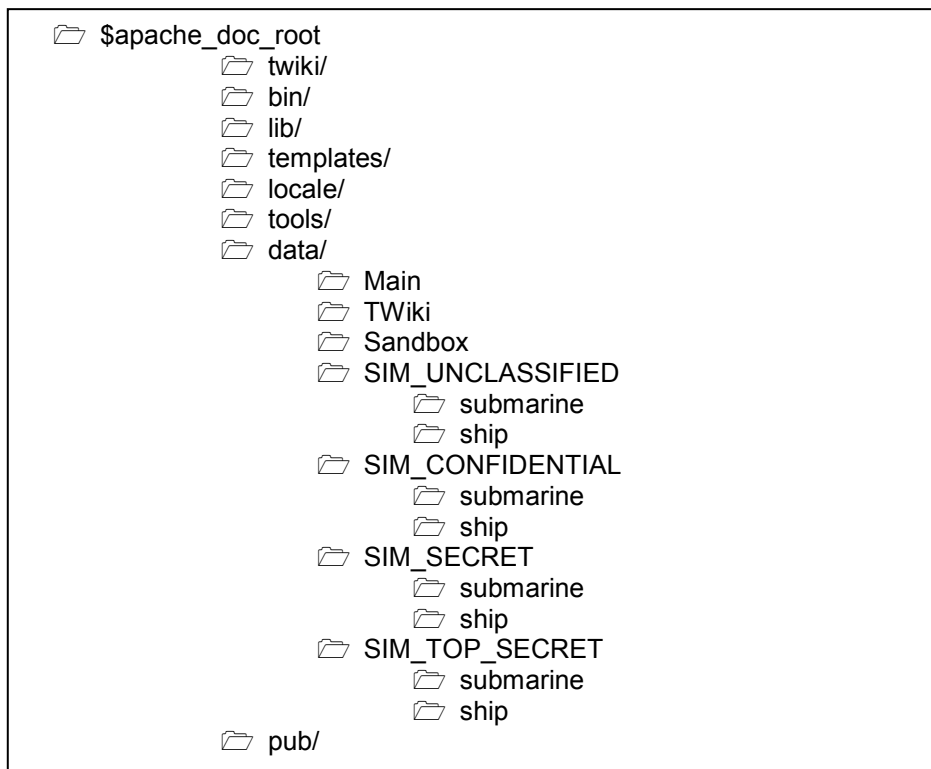 $apache_doc_root
twiki/
bin/
lib/
templates/
locale/
tools/
data/
Main
TWiki
Sandbox
SIM_UNCLASSIFIED
submarine
ship
SIM_CONFIDENTIAL
submarine
ship
SIM_SECRET
submarine
ship
SIM_TOP_SECRET
submarine
ship
pub/